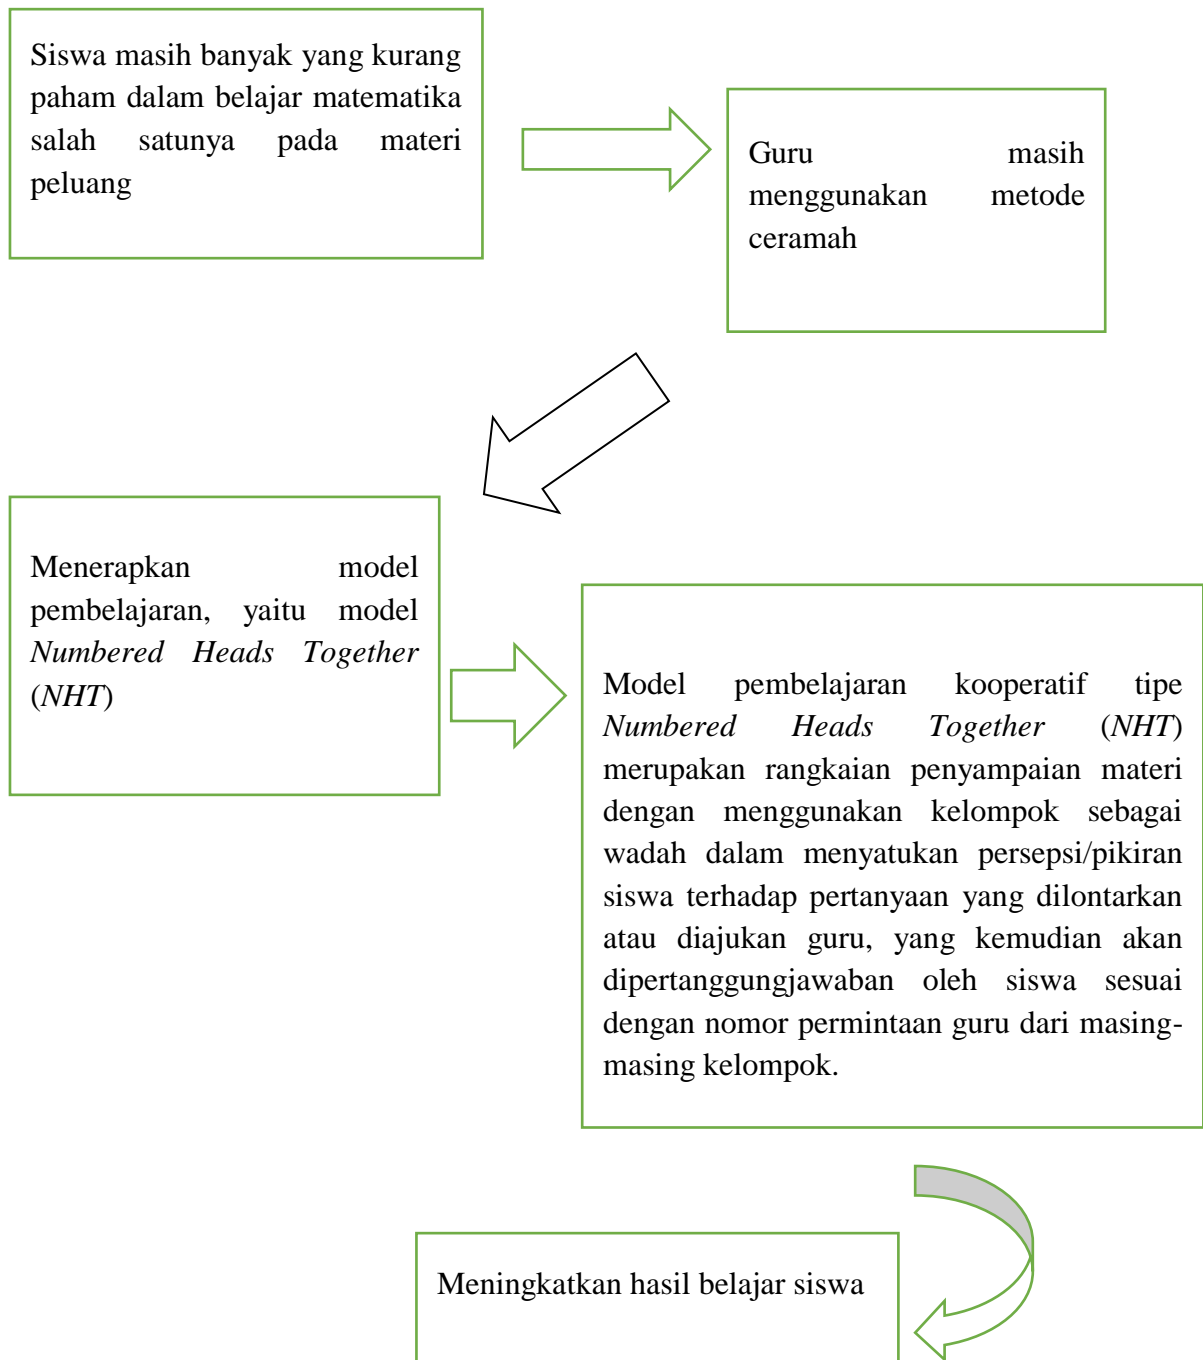 Siswa masih banyak yang kurang
paham dalam belajar matematika
salah satunya pada materi
peluang
Guru masih
menggunakan metode
ceramah
Menerapkan model
pembelajaran, yaitu model
Numbered Heads Together
(NHT)
Model pembelajaran kooperatif tipe
Numbered Heads Together (NHT)
merupakan rangkaian penyampaian materi
dengan menggunakan kelompok sebagai
wadah dalam menyatukan persepsi/pikiran
siswa terhadap pertanyaan yang dilontarkan
atau diajukan guru, yang kemudian akan
dipertanggungjawaban oleh siswa sesuai
dengan nomor permintaan guru dari masing-
masing kelompok.
Meningkatkan hasil belajar siswa